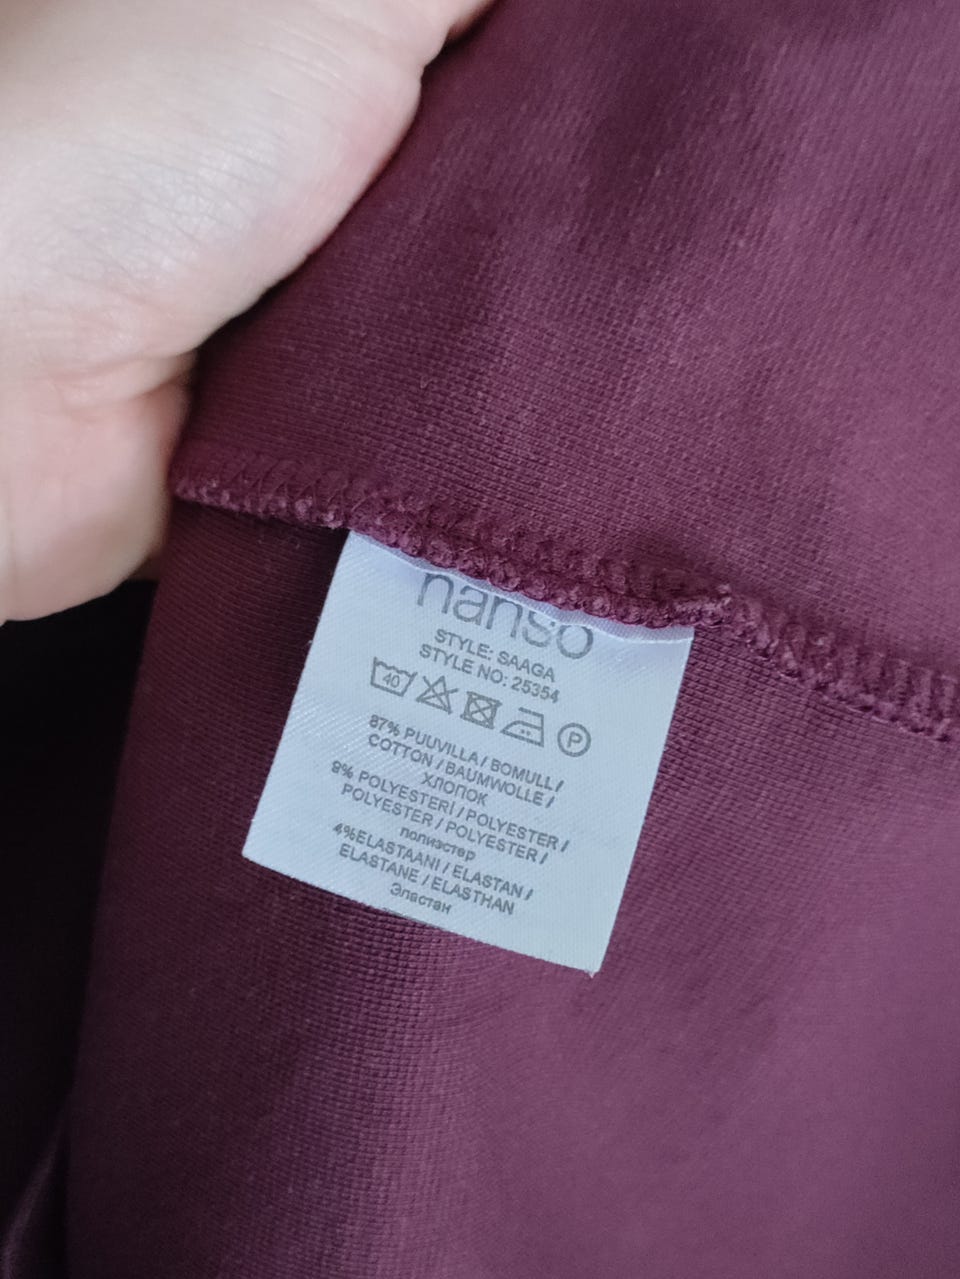 nanso
STYLE: SAAGA
STYLE NO: 25354
40 P
87% PUUVILLA / BOMULL /
COTTON / BAUMWOLLE /
ХЛОПОК
9% POLYESTERI / POLYESTER /
POLYESTER / POLYESTER /
полиэстер
4%ELASTAANI / ELASTAN /
ELASTANE / ELASTHAN
Эластан